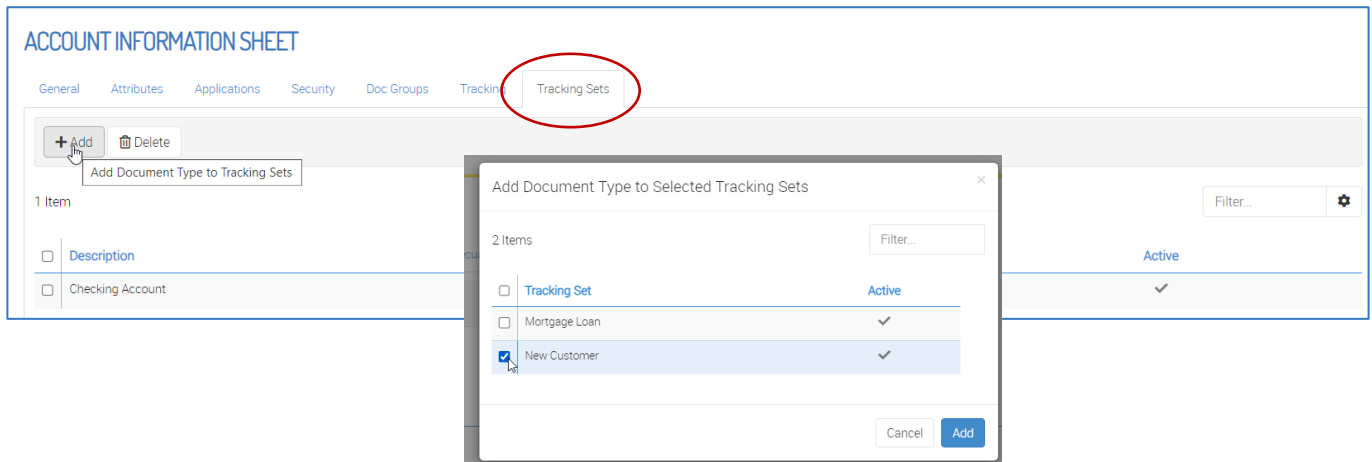 ACCOUNT INFORMATION SHEET
General Attributes Applications Security Doc Groups Tracking Tracking Sets
Add Delete
Add Document Type to Tracking Sets
1 Item
Filter...
Description Active
Checking Account
Add Document Type to Selected Tracking Sets ×
2 Items Filter...
Tracking Set Active
Mortgage Loan
New Customer
Cancel Add